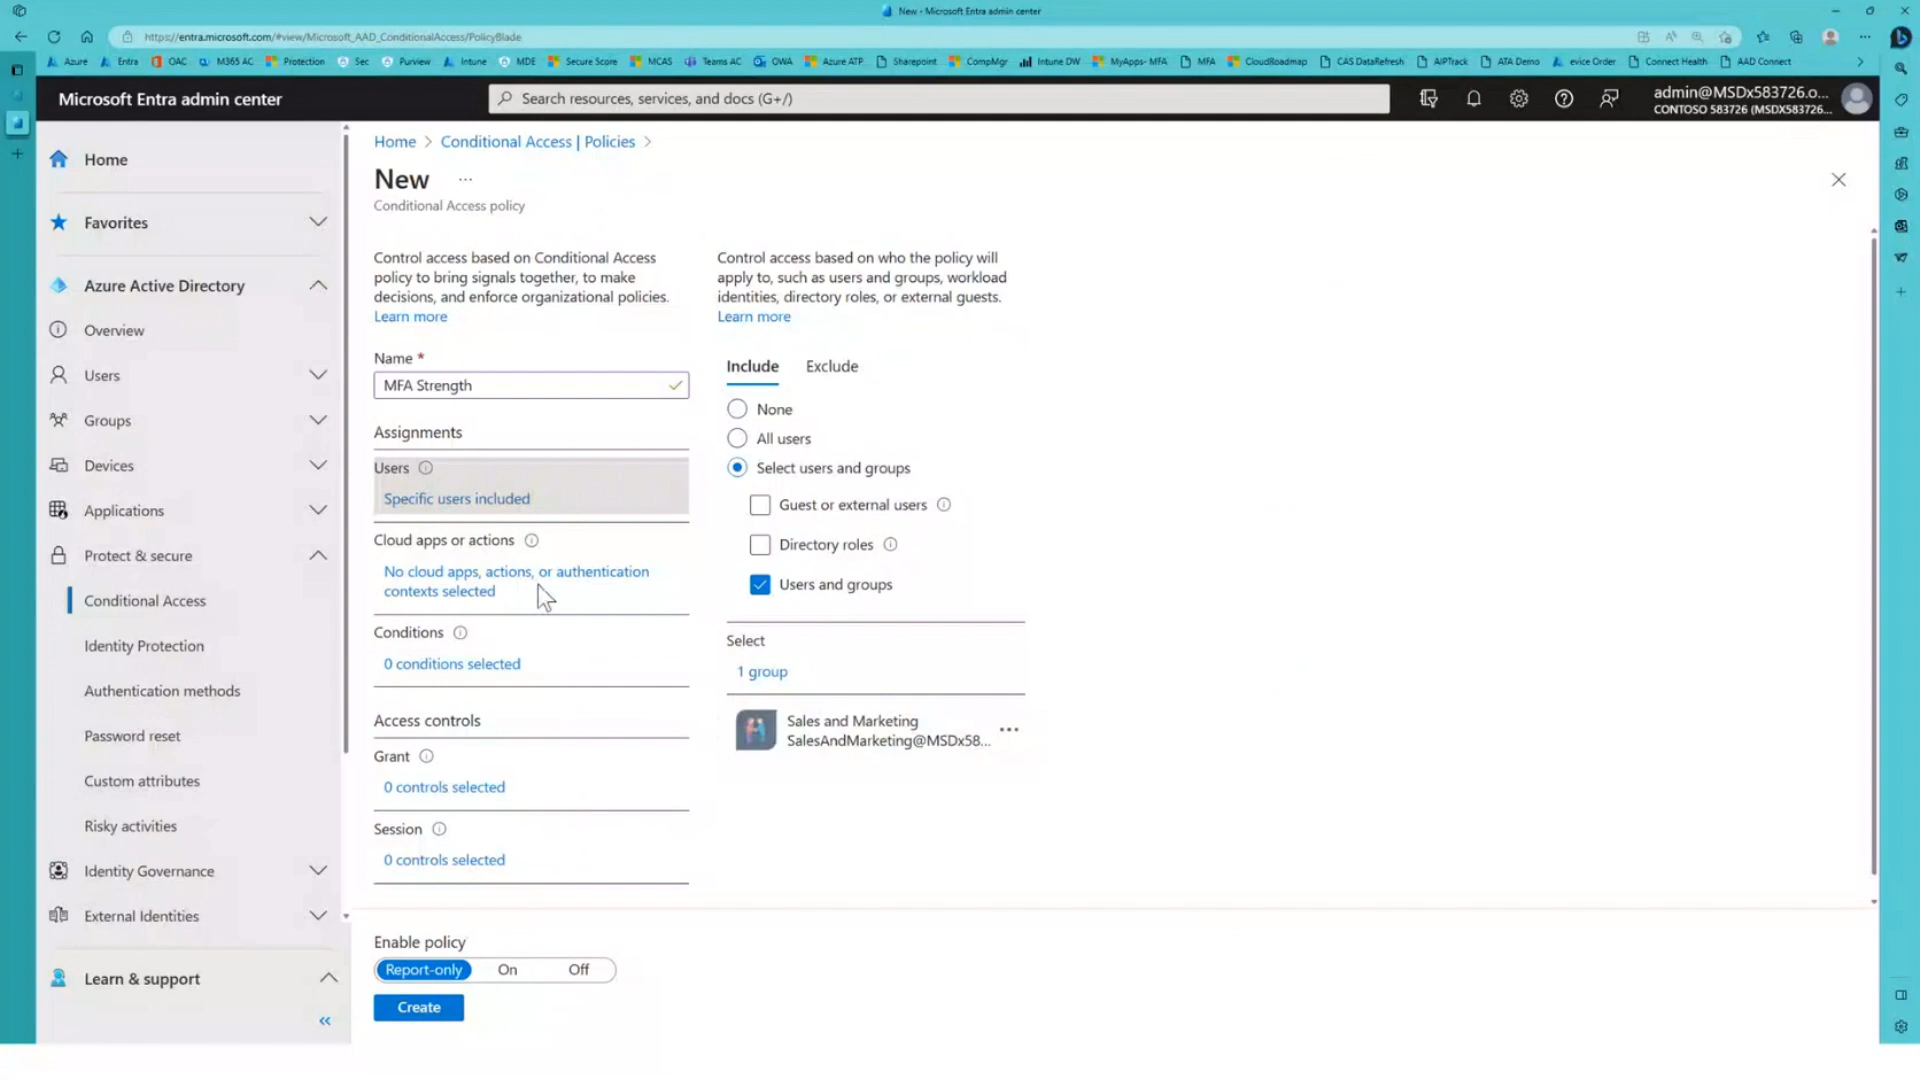 New - Microsoft Entra admin center
https://entra.microsoft.com/#view/Microsoft_AAD_ConditionalAccess/PolicyBlade
Azure
Entra
OAC
M365 AC
Protection
Sec
Purview
Intune
MDE
Secure Score
MCAS
Teams AC
OWA
Azure ATP
Sharepoint
CompMgr
Intune DW
MyApps- MFA
MFA
CloudRoadmap
CAS DataRefresh
AIPTrack
ATA Demo
evice Order
Connect Health
AAD Connect
Microsoft Entra admin center
Search resources, services, and docs (G+/)
admin@MSDx583726.o...
CONTOSO 583726 (MSDX583726...
Home
Favorites
Azure Active Directory
Overview
Users
Groups
Devices
Applications
Protect & secure
Conditional Access
Identity Protection
Authentication methods
Password reset
Custom attributes
Risky activities
Identity Governance
External Identities
Learn & support
Home > Conditional Access | Policies >
New ...
Conditional Access policy
Control access based on Conditional Access
policy to bring signals together, to make
decisions, and enforce organizational policies.
Learn more
Name *
MFA Strength
Assignments
Users
Specific users included
Cloud apps or actions
No cloud apps, actions, or authentication
contexts selected
Conditions
0 conditions selected
Access controls
Grant
0 controls selected
Session
0 controls selected
Control access based on who the policy will
apply to, such as users and groups, workload
identities, directory roles, or external guests.
Learn more
Include Exclude
None
All users
Select users and groups
Guest or external users
Directory roles
Users and groups
Select
1 group
Sales and Marketing
SalesAndMarketing@MSDx58...
Enable policy
Report-only On Off
Create